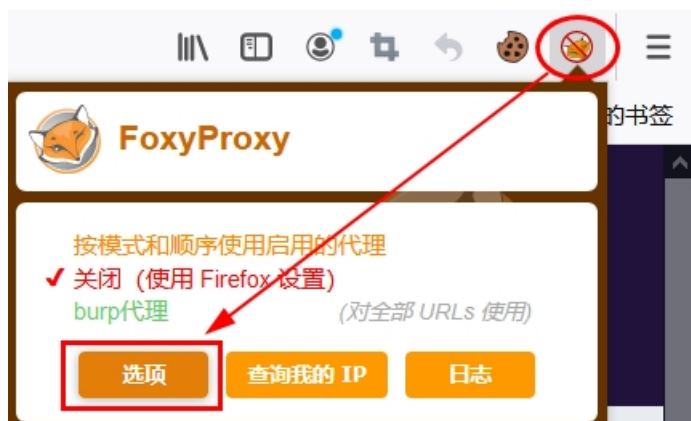 的书签
FoxyProxy
按模式和顺序使用启用的代理
关闭 (使用 Firefox 设置)
burp代理 (对全部 URLs 使用)
选项 查询我的 IP 日志